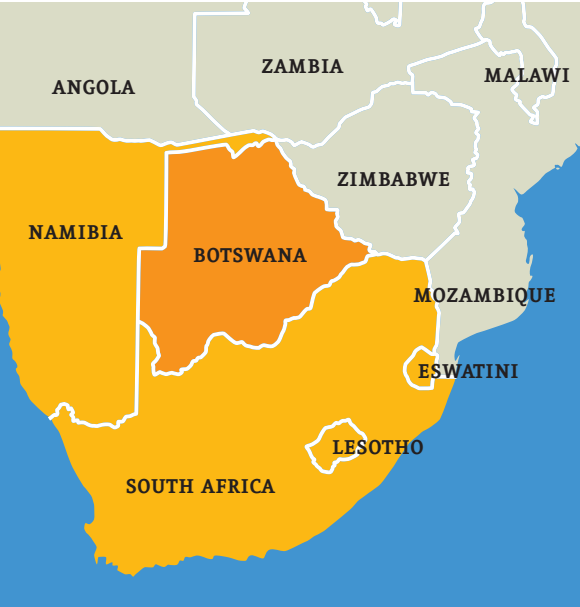 ZAMBIA
MALAWI
ANGOLA
ZIMBABWE
NAMIBIA
BOTSWANA
MOZAMBIQUE
ESWATINI
LESOTHO
SOUTH AFRICA